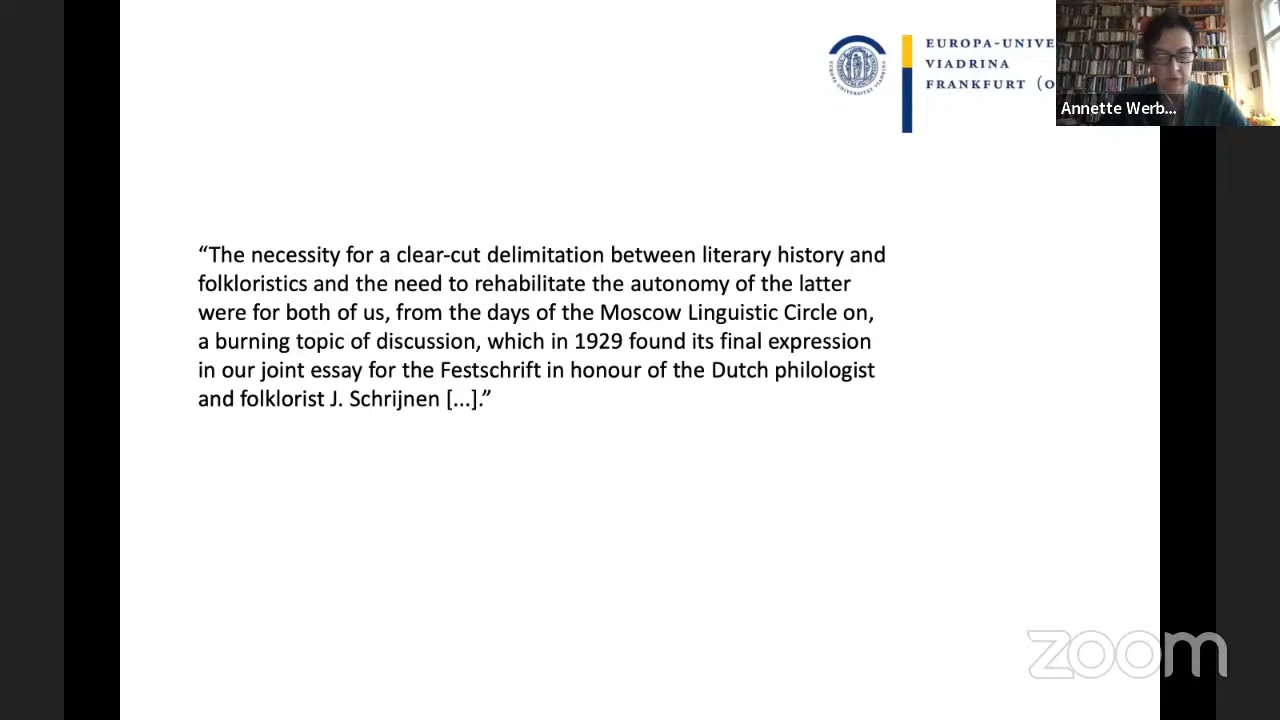 EUROPA-UNIVE
VIADRINA
FRANKFURT (O
Annette Werb...
“The necessity for a clear-cut delimitation between literary history and
folkloristics and the need to rehabilitate the autonomy of the latter
were for both of us, from the days of the Moscow Linguistic Circle on,
a burning topic of discussion, which in 1929 found its final expression
in our joint essay for the Festschrift in honour of the Dutch philologist
and folklorist J. Schrijnen [...].”
zoom